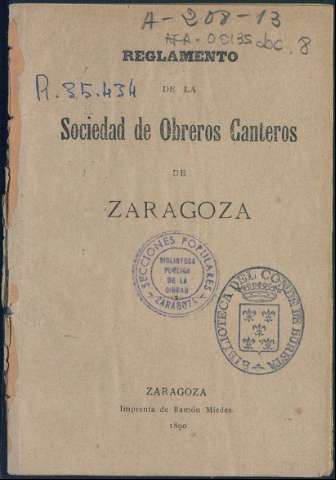 A-208-13
AFA-00135 doc. 8
REGLAMENTO
R.85.434
DE LA
Sociedad de Obreros Canteros
DE
ZARAGOZA
SECCIONES POPULARES
BIBLIOTECA
PUBLICA
DE LA
CIUDAD
ZARAGOZA
BIBLIOTECA DEL CONDE DE BURETA
ZARAGOZA
Imprenta de Ramón Miedes
1890